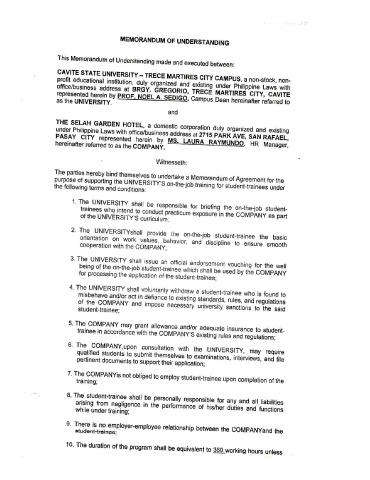 MEMORANDUM OF UNDERSTANDING
This Memorandum of Understanding made and executed between:
CAVITE STATE UNIVERSITY – TRECE MARTIRES CITY CAMPUS, a non-stock, non-
profit educational institution, duly organized and existing under Philippine Laws with
office/business address at BRGY. GREGORIO, TRECE MARTIRES CITY, CAVITE
represented herein by PROF. NOEL A. SEDIGO, Campus Dean hereinafter referred to
as the UNIVERSITY.
and
THE SELAH GARDEN HOTEL, a domestic corporation duly organized and existing
under Philippine Laws with office/business address at 2715 PARK AVE, SAN RAFAEL,
PASAY CITY represented herein by MS. LAURA RAYMUNDO, HR Manager,
hereinafter referred to as the COMPANY.
Witnesseth:
The parties hereby bind themselves to undertake a Memorandum of Agreement for the
purpose of supporting the UNIVERSITY'S on-the-job training for student-trainees under
the following terms and conditions:
1. The UNIVERSITY shall be responsible for briefing the on-the-job student-
trainees who intend to conduct practicum exposure in the COMPANY as part
of the UNIVERSITY'S curriculum;
2. The UNIVERSITYshall provide the on-the-job student-trainee the basic
orientation on work values, behavior, and discipline to ensure smooth
cooperation with the COMPANY;
3. The UNIVERSITY shall issue an official endorsement vouching for the well
being of the on-the-job student-trainee which shall be used by the COMPANY
for processing the application of the student-trainee;
4. The UNIVERSITY shall voluntarily withdraw a student-trainee who is found to
misbehave and/or act in defiance to existing standards, rules, and regulations
of the COMPANY and impose necessary university sanctions to the said
student-trainee;
5. The COMPANY may grant allowance and/or adequate insurance to student-
trainee in accordance with the COMPANY'S existing rules and regulations;
6. The COMPANY,upon consultation with the UNIVERSITY, may require
qualified students to submit themselves to examinations, interviews, and file
pertinent documents to support their application;
7. The COMPANYis not obliged to employ student-trainee upon completion of the
training;
8. The student-trainee shall be personally responsible for any and all liabilities
arising from negligence in the performance of his/her duties and functions
while under training;
9. There is no employer-employee relationship between the COMPANYand the
student-trainee;
10. The duration of the program shall be equivalent to 360 working hours unless